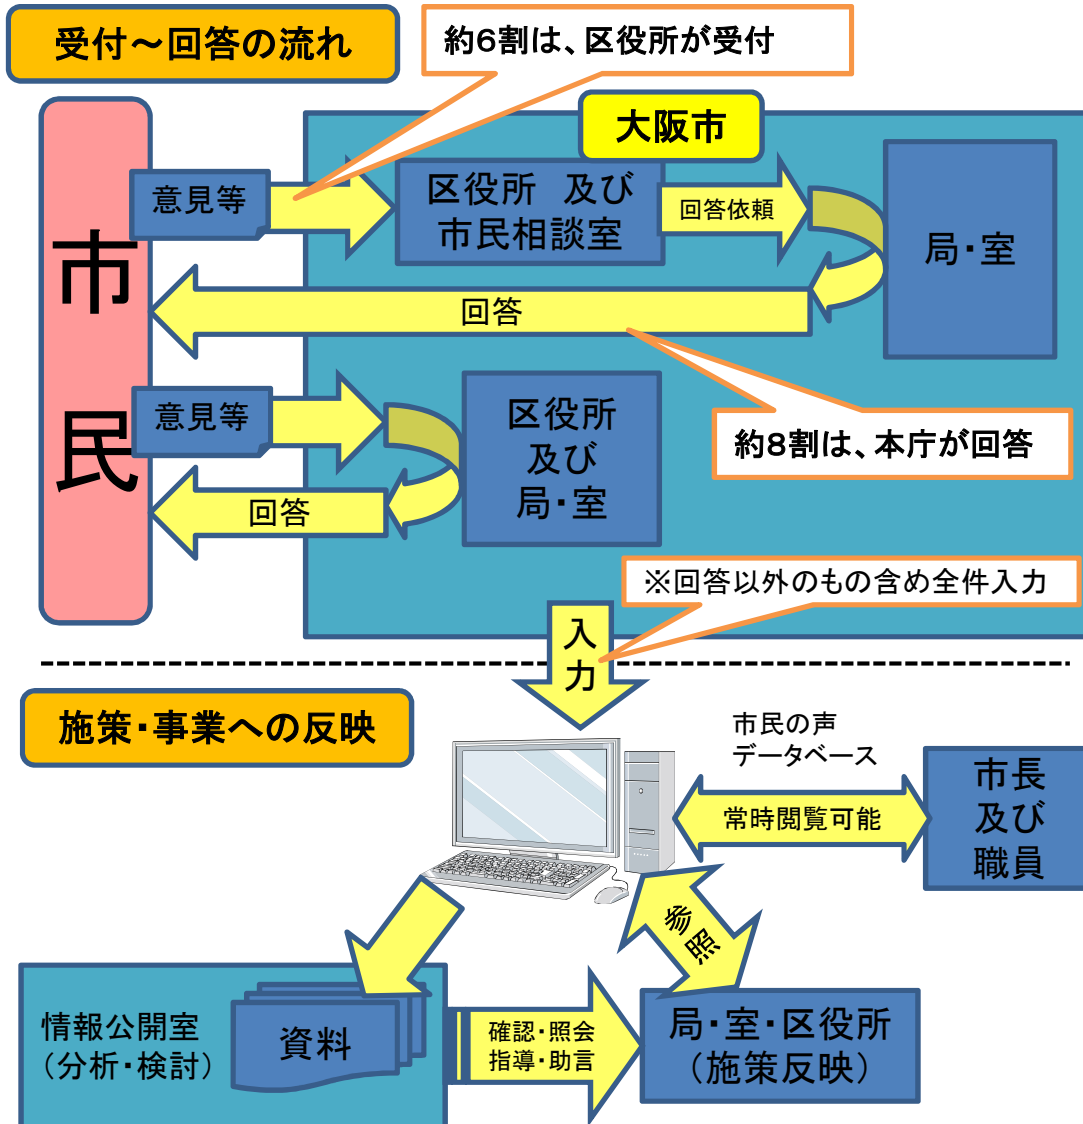 受付～回答の流れ
約6割は、区役所が受付
大阪市
市民
意見等
区役所 及び
市民相談室
回答依頼
局・室
回答
意見等
区役所
及び
局・室
約8割は、本庁が回答
回答
※回答以外のもの含め全件入力
入力
施策・事業への反映
市民の声
データベース
常時閲覧可能
市長
及び
職員
参照
情報公開室
(分析・検討)
資料
確認・照会
指導・助言
局・室・区役所
(施策反映)